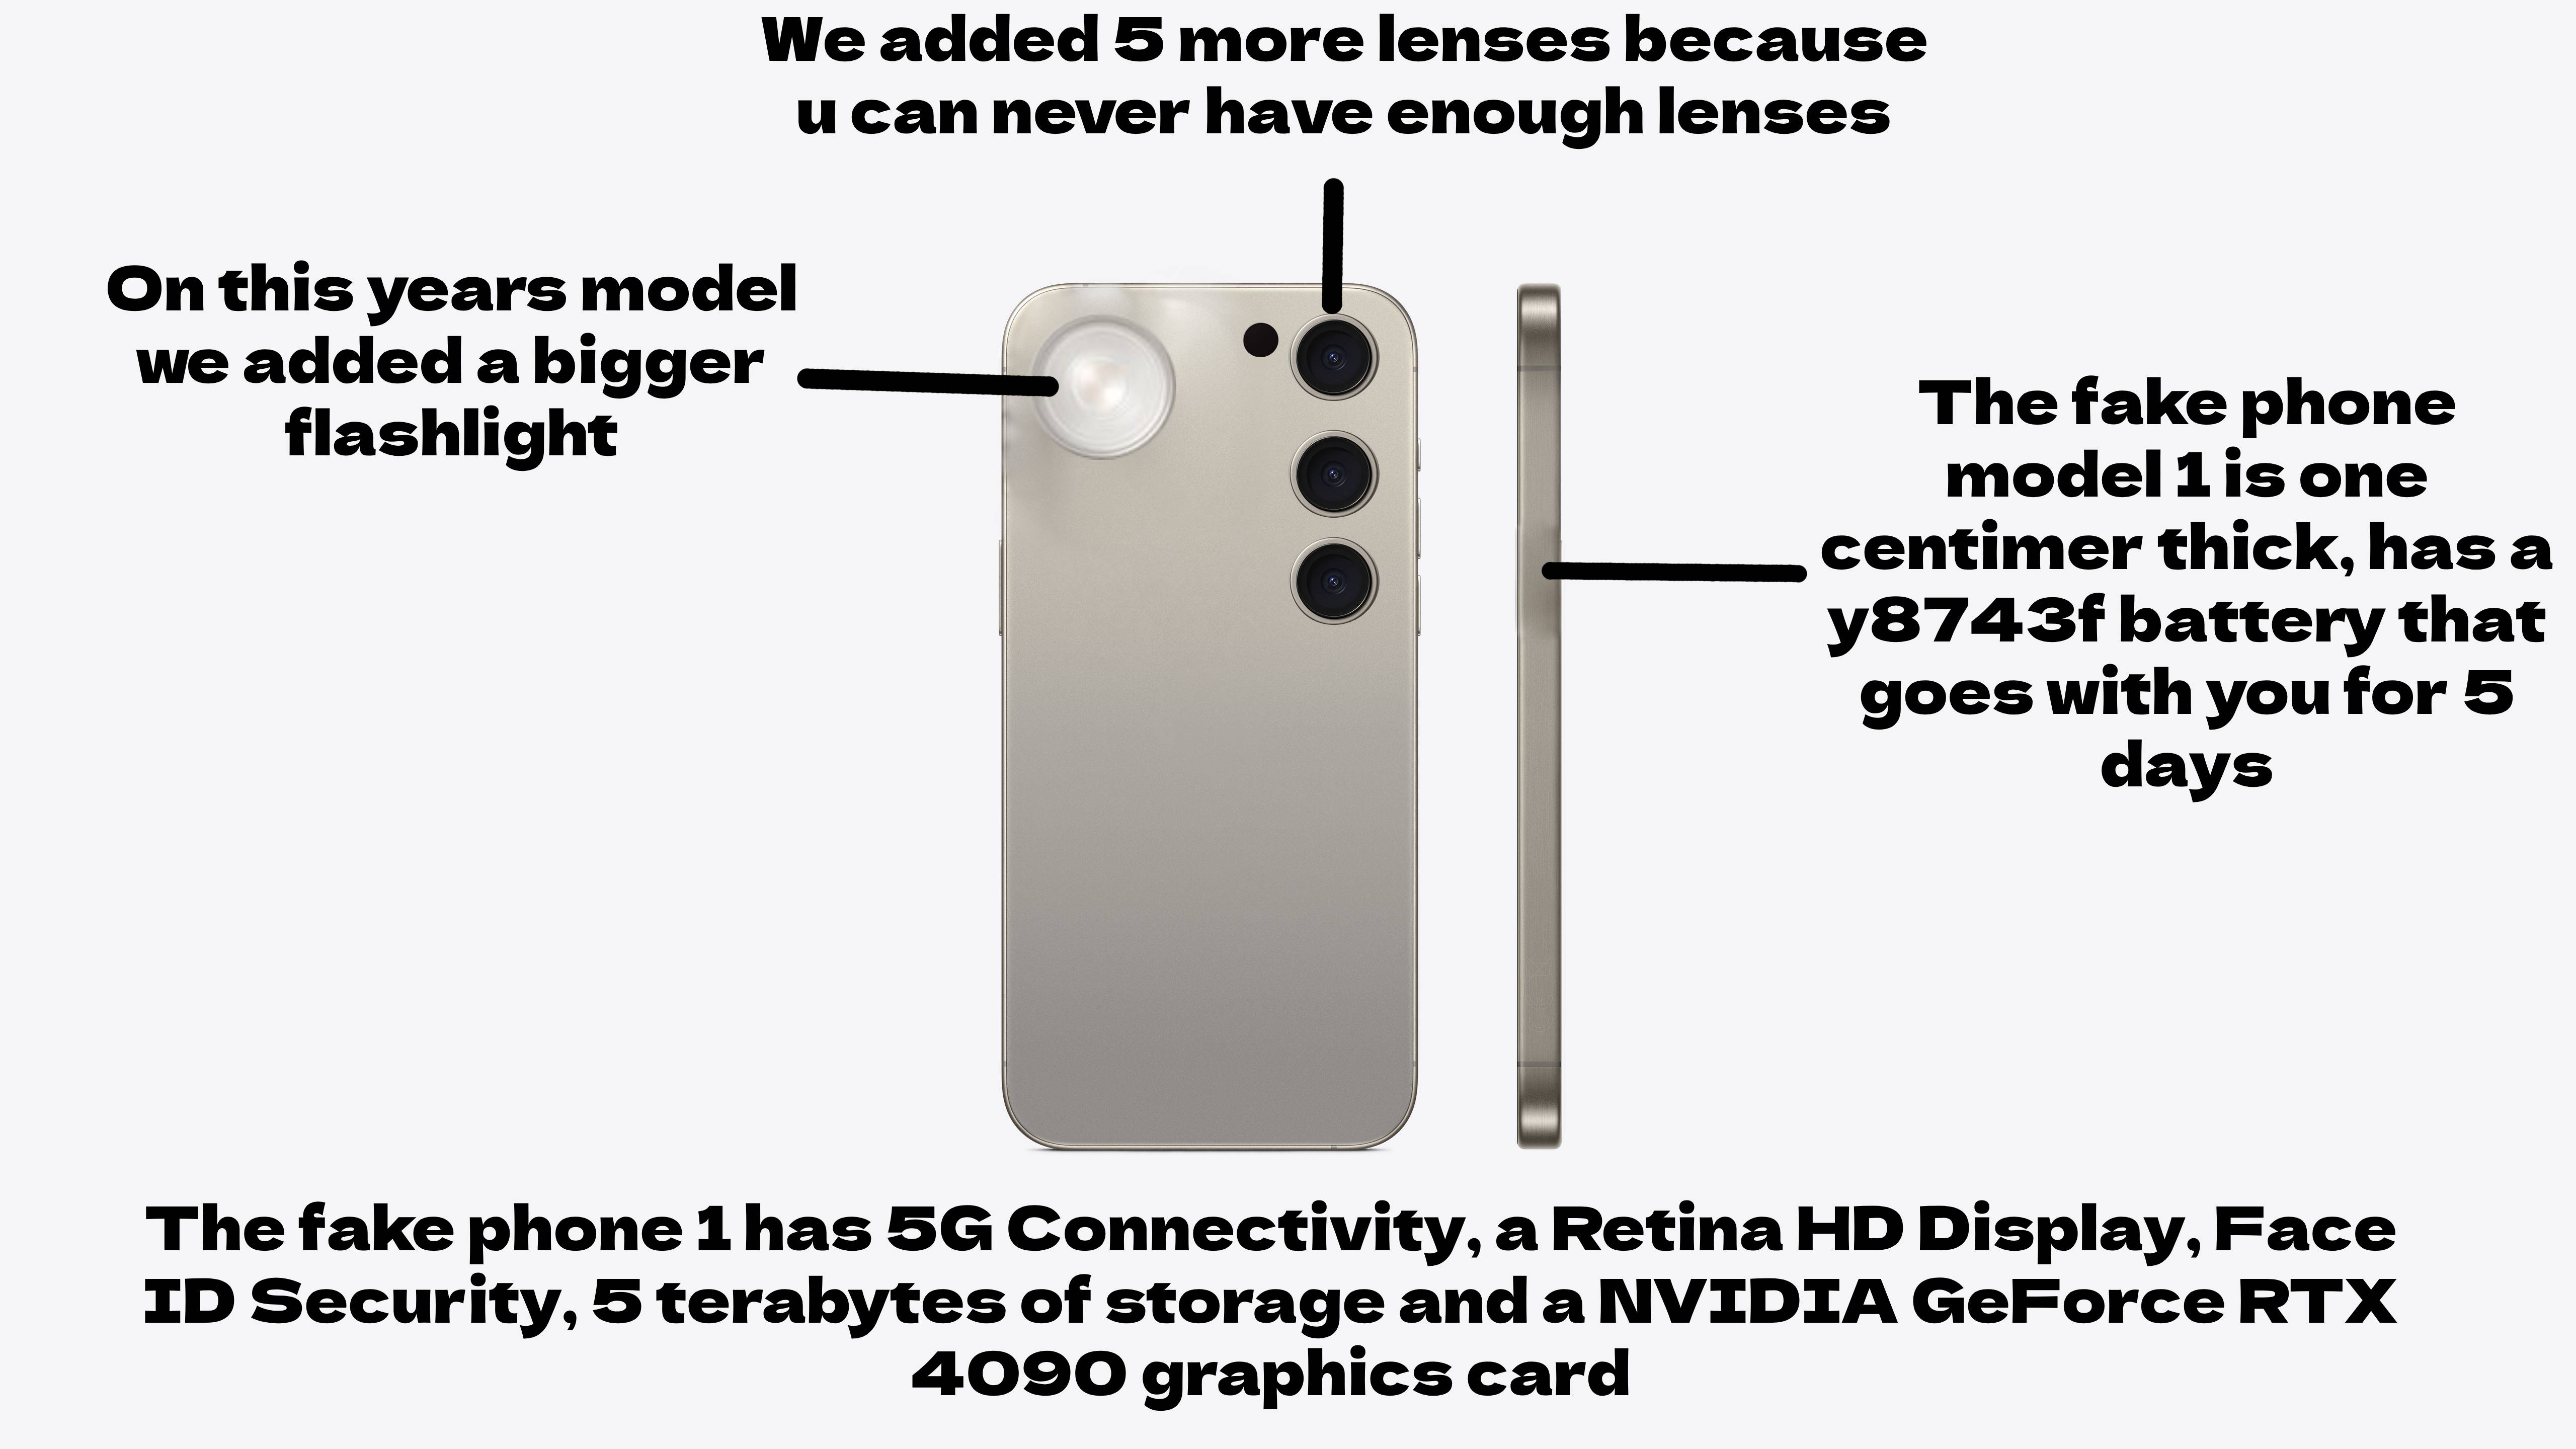 We added 5 more lenses because
u can never have enough lenses
On this years model
we added a bigger
flashlight
The fake phone
model 1 is one
centimer thick, has a
y8743f battery that
goes with you for 5
days
The fake phone 1 has 5G Connectivity, a Retina HD Display, Face
ID Security, 5 terabytes of storage and a NVIDIA GeForce RTX
4090 graphics card